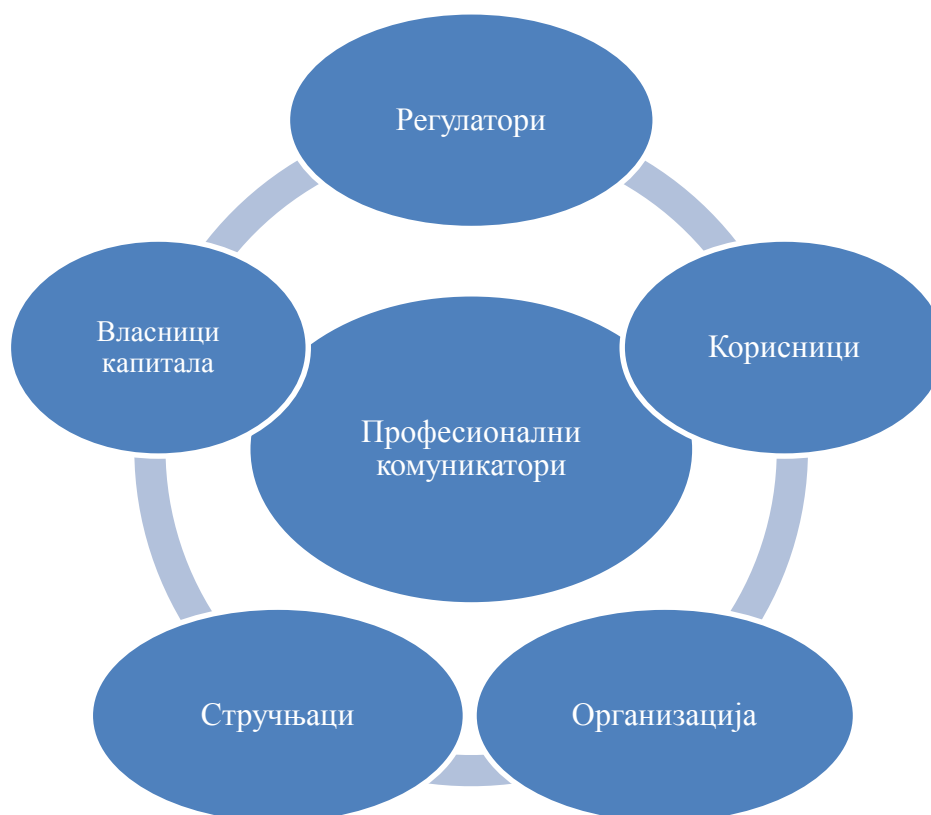 Регулатори
Власници
капитала
Корисници
Професионални
комуникатори
Стручњаци
Организација